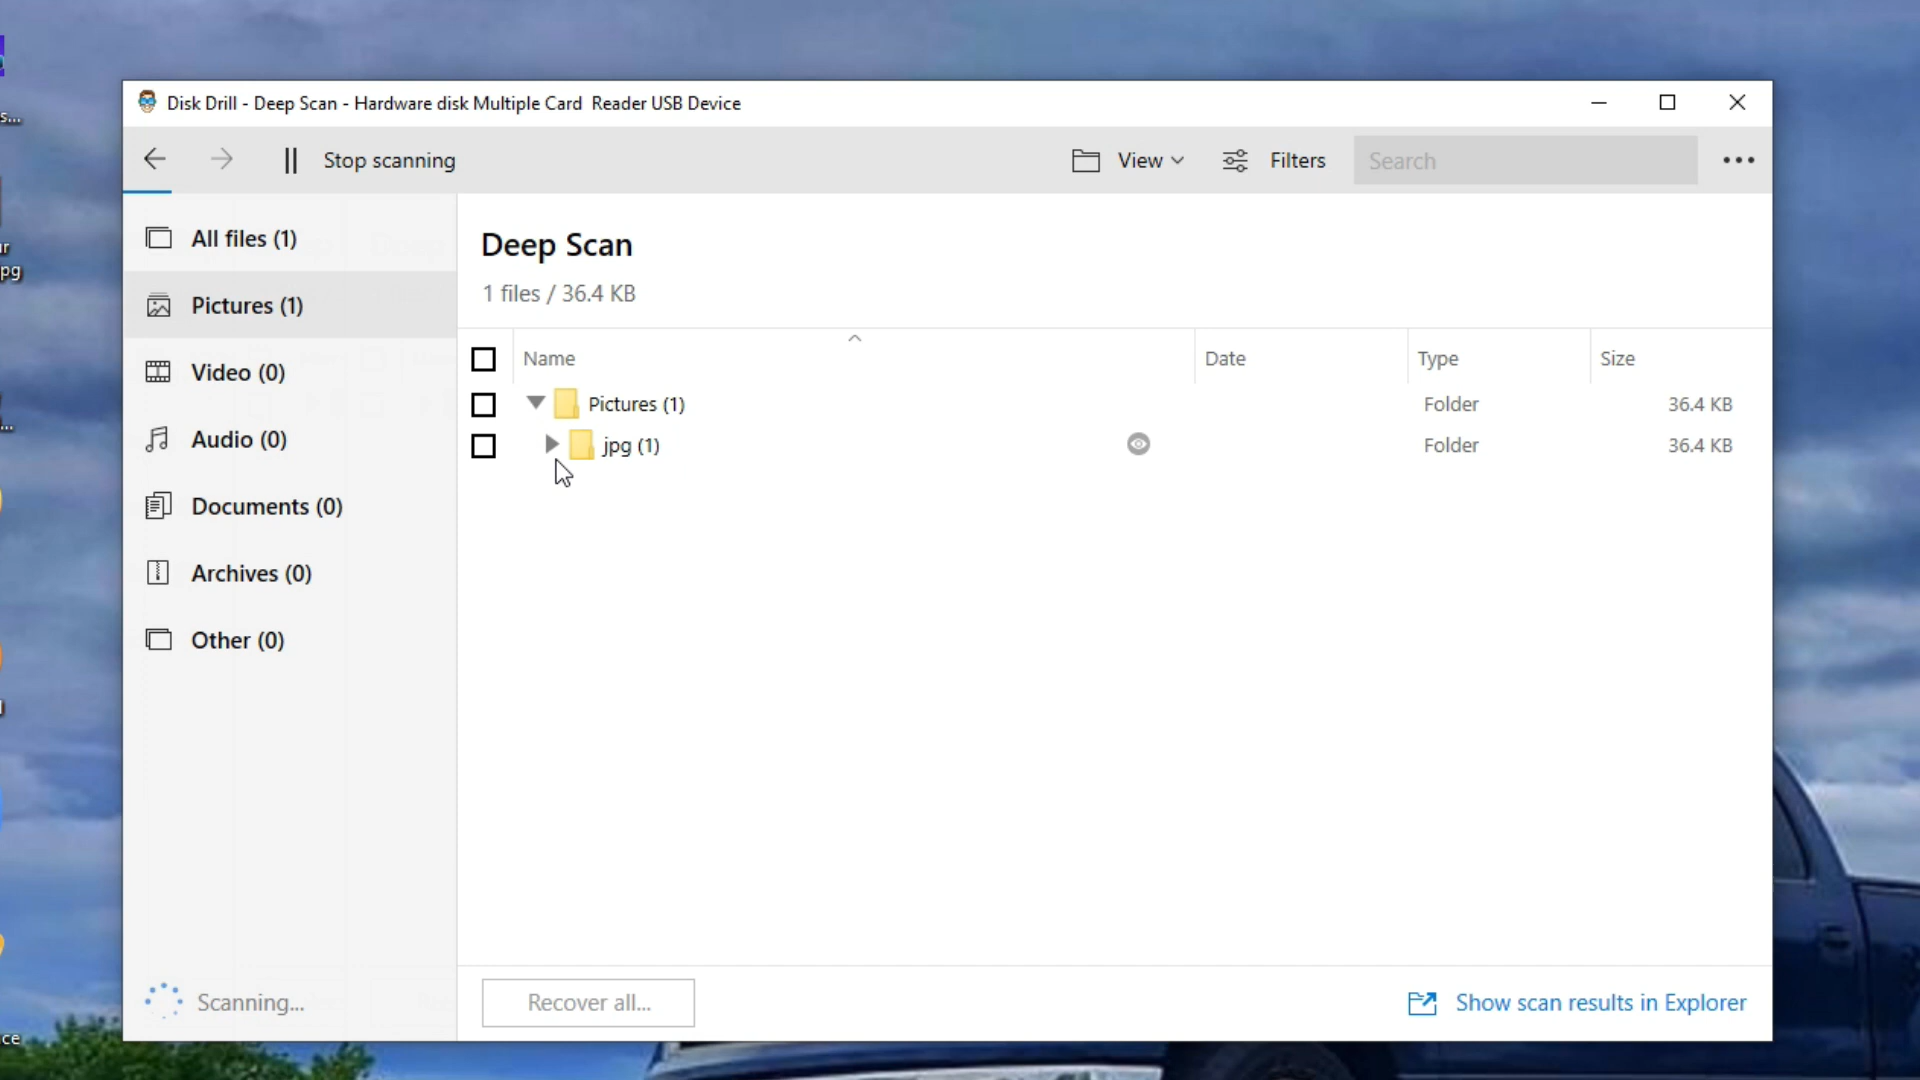 Disk Drill - Deep Scan - Hardware disk Multiple Card Reader USB Device
Stop scanning
View
Filters
Search
All files (1)
Pictures (1)
Video (0)
Audio (0)
Documents (0)
Archives (0)
Other (0)
Scanning...
Deep Scan
1 files / 36.4 KB
Name Date Type Size
Pictures (1) Folder 36.4 KB
jpg (1) Folder 36.4 KB
Recover all...
Show scan results in Explorer